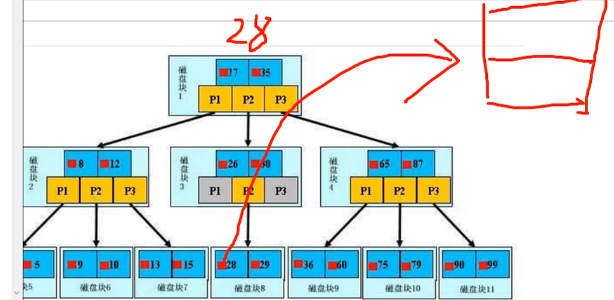 28
磁盘块1
17 35
P1 P2 P3
磁盘块2
8 12
P1 P2 P3
磁盘块3
26 30
P1 P2 P3
磁盘块4
65 87
P1 P2 P3
5
块5
9 10
磁盘块6
13 15
磁盘块7
28 29
磁盘块8
36 60
磁盘块9
75 79
磁盘块10
90 99
磁盘块11